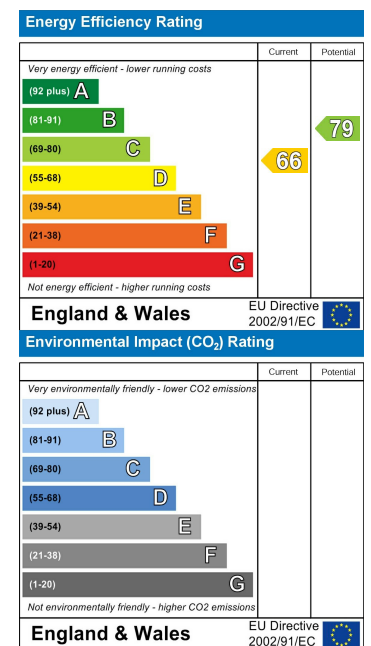 Energy Efficiency Rating
Current Potential
Very energy efficient - lower running costs
(92 plus) A
(81-91) B
79
(69-80) C
66
(55-68) D
(39-54) E
(21-38) F
(1-20) G
Not energy efficient - higher running costs
England & Wales
EU Directive
2002/91/EC
Environmental Impact (CO₂) Rating
Current Potential
Very environmentally friendly - lower CO2 emissions
(92 plus) A
(81-91) B
(69-80) C
(55-68) D
(39-54) E
(21-38) F
(1-20) G
Not environmentally friendly - higher CO2 emissions
England & Wales
EU Directive
2002/91/EC